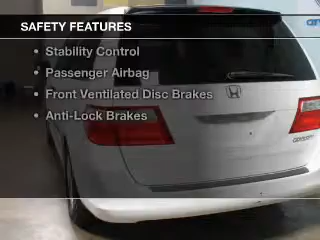 SAFETY FEATURES
Stability Control
Passenger Airbag
Front Ventilated Disc Brakes
Anti-Lock Brakes